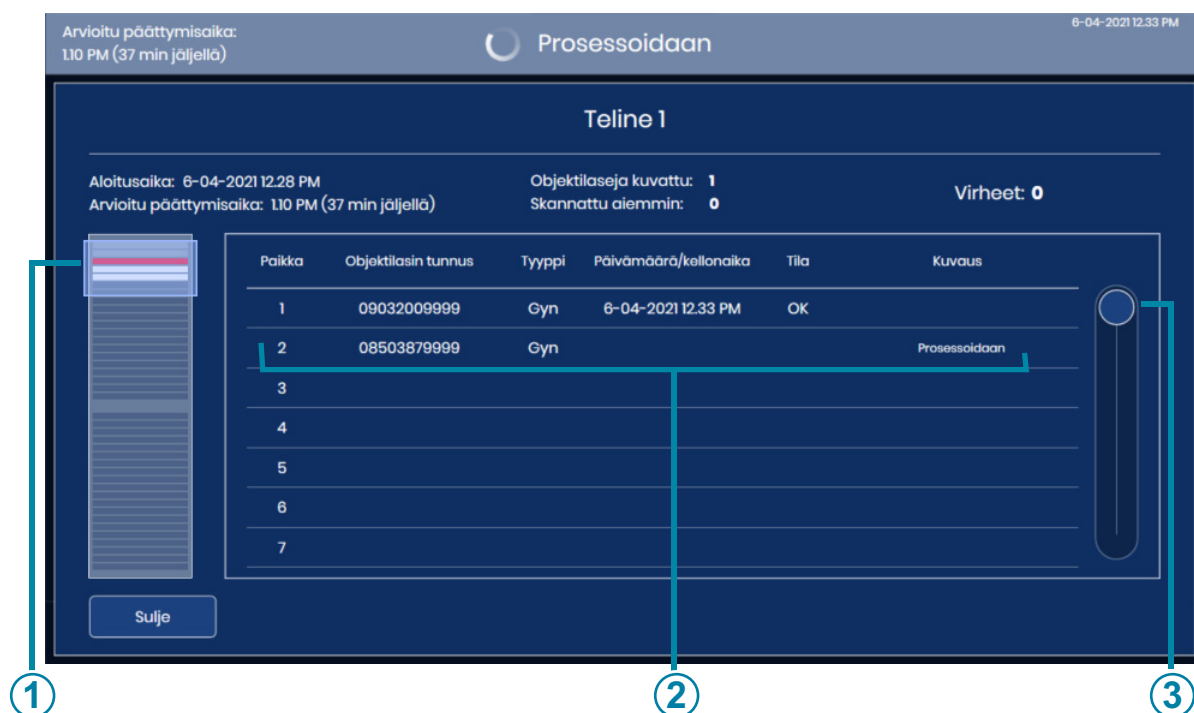 Arvioitu päättymisaika:
1.10 PM (37 min jäljellä)
Prosessoidaan
6-04-2021 12.33 PM
Teline 1
Aloitusaika: 6-04-2021 12.28 PM
Arvioitu päättymisaika: 1.10 PM (37 min jäljellä)
Objektilaseja kuvattu: 1
Skannattu aiemmin: 0
Virheet: 0
Paikka Objektilasin tunnus Tyyppi Päivämäärä/kellonaika Tila Kuvaus
1 09032009999 Gyn 6-04-2021 12.33 PM OK
2 08503879999 Gyn Prosessoidaan
3
4
5
6
7
Sulje
1 2 3